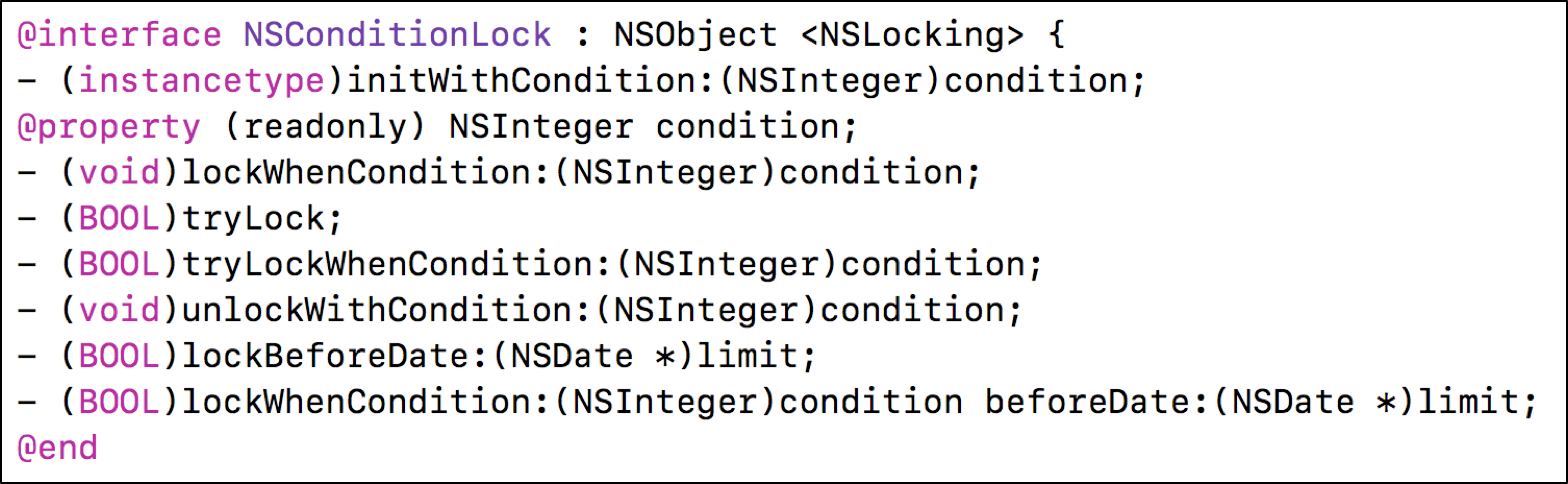 @interface NSConditionLock : NSObject <NSLocking> {
- (instancetype)initWithCondition:(NSInteger)condition;
@property (readonly) NSInteger condition;
- (void)lockWhenCondition:(NSInteger)condition;
- (BOOL)tryLock;
- (BOOL)tryLockWhenCondition:(NSInteger)condition;
- (void)unlockWithCondition:(NSInteger)condition;
- (BOOL)lockBeforeDate:(NSDate *)limit;
- (BOOL)lockWhenCondition:(NSInteger)condition beforeDate:(NSDate *)limit;
@end